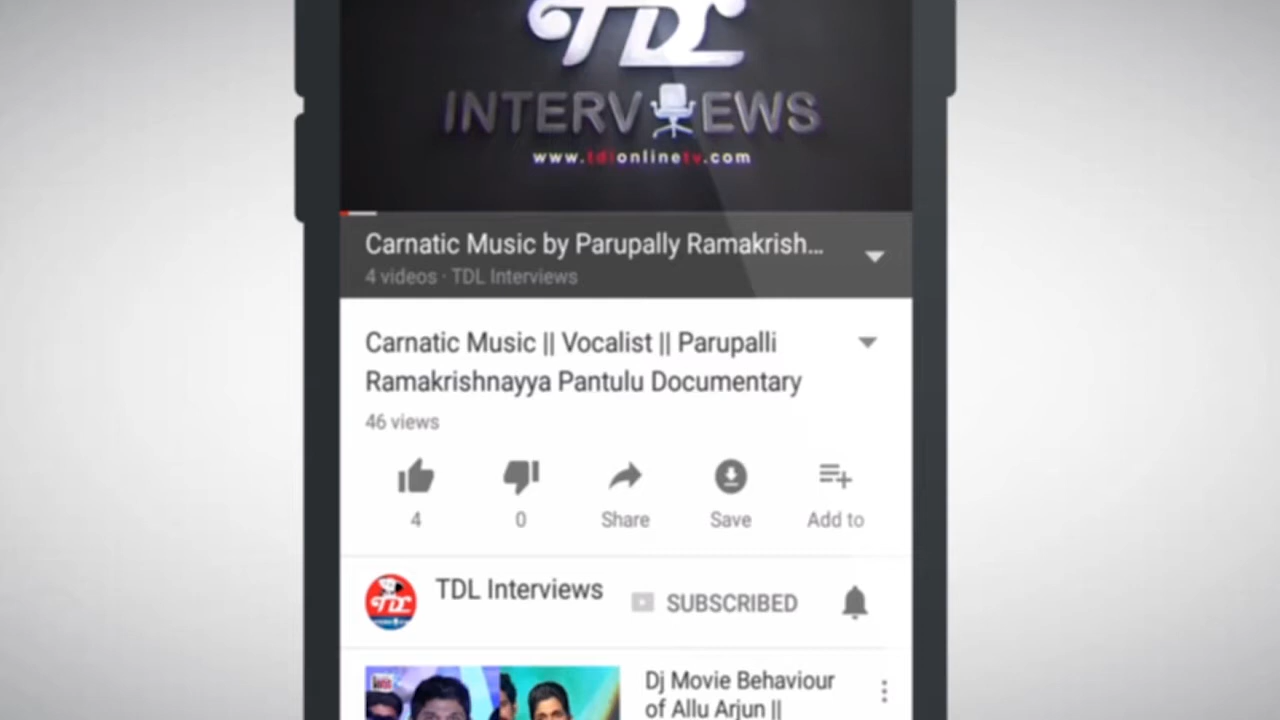 TDL
INTERVIEWS
www.tdlonlinetv.com
Carnatic Music by Parupally Ramakrish...
4 videos · TDL Interviews
Carnatic Music || Vocalist || Parupalli
Ramakrishnayya Pantulu Documentary
46 views
4 0 Share Save Add to
TDL
TDL Interviews SUBSCRIBED
Dj Movie Behaviour
of Allu Arjun ||